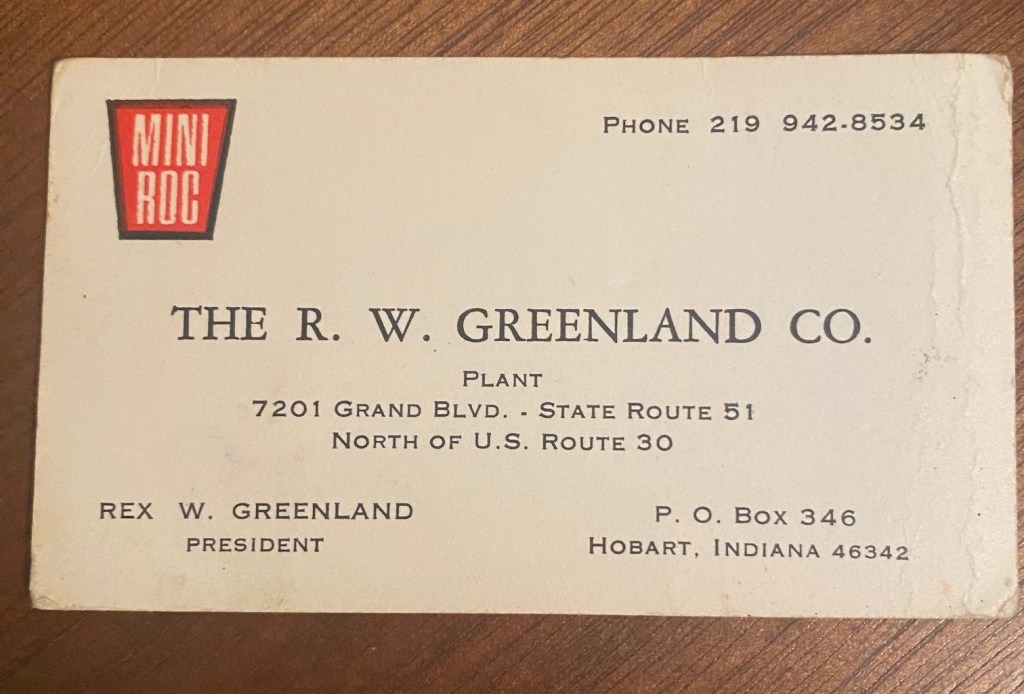 MINI
ROC
PHONE 219 942-8534
THE R. W. GREENLAND CO.
PLANT
7201 GRAND BLVD. - STATE ROUTE 51
NORTH OF U.S. ROUTE 30
REX W. GREENLAND
PRESIDENT
P. O. BOX 346
HOBART, INDIANA 46342